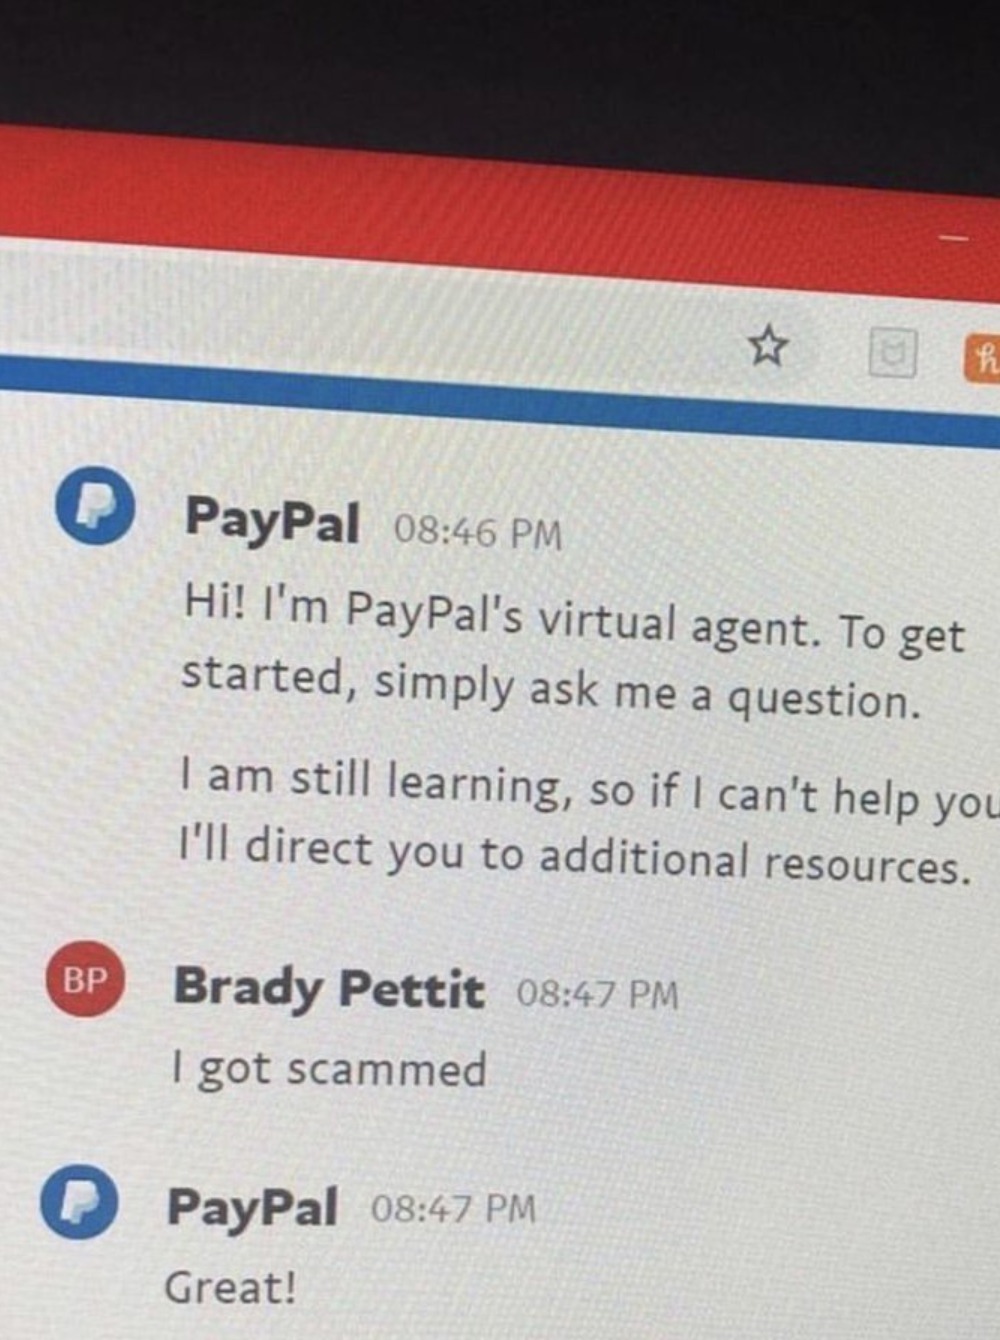 PayPal 08:46 PM
Hi! I'm PayPal's virtual agent. To get
started, simply ask me a question.
I am still learning, so if I can't help you
I'll direct you to additional resources.
BP
Brady Pettit 08:47 PM
I got scammed
PayPal 08:47 PM
Great!